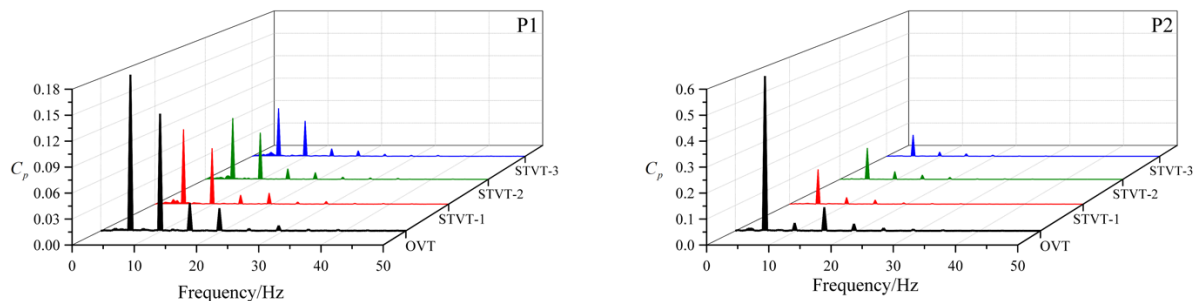 P1
0.18
0.15
0.12
0.09
0.06
0.03
0.00
Cp
0
10
20
30
40
50
Frequency/Hz
OVT
STVT-1
STVT-2
STVT-3
P2
0.6
0.5
0.4
0.3
0.2
0.1
0.0
Cp
0
10
20
30
40
50
Frequency/Hz
OVT
STVT-1
STVT-2
STVT-3